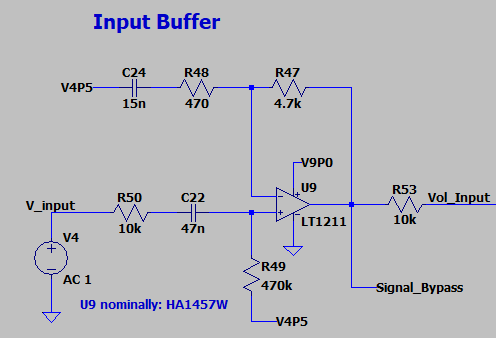 Input Buffer
C24
R48
R47
V4P5
15n
470
4.7k
V9P0
U9
V_input
R50
C22
R53
Vol_Input
10k
47n
LT1211
10k
V4
R49
AC 1
470k
Signal_Bypass
U9 nominally: HA1457W
V4P5